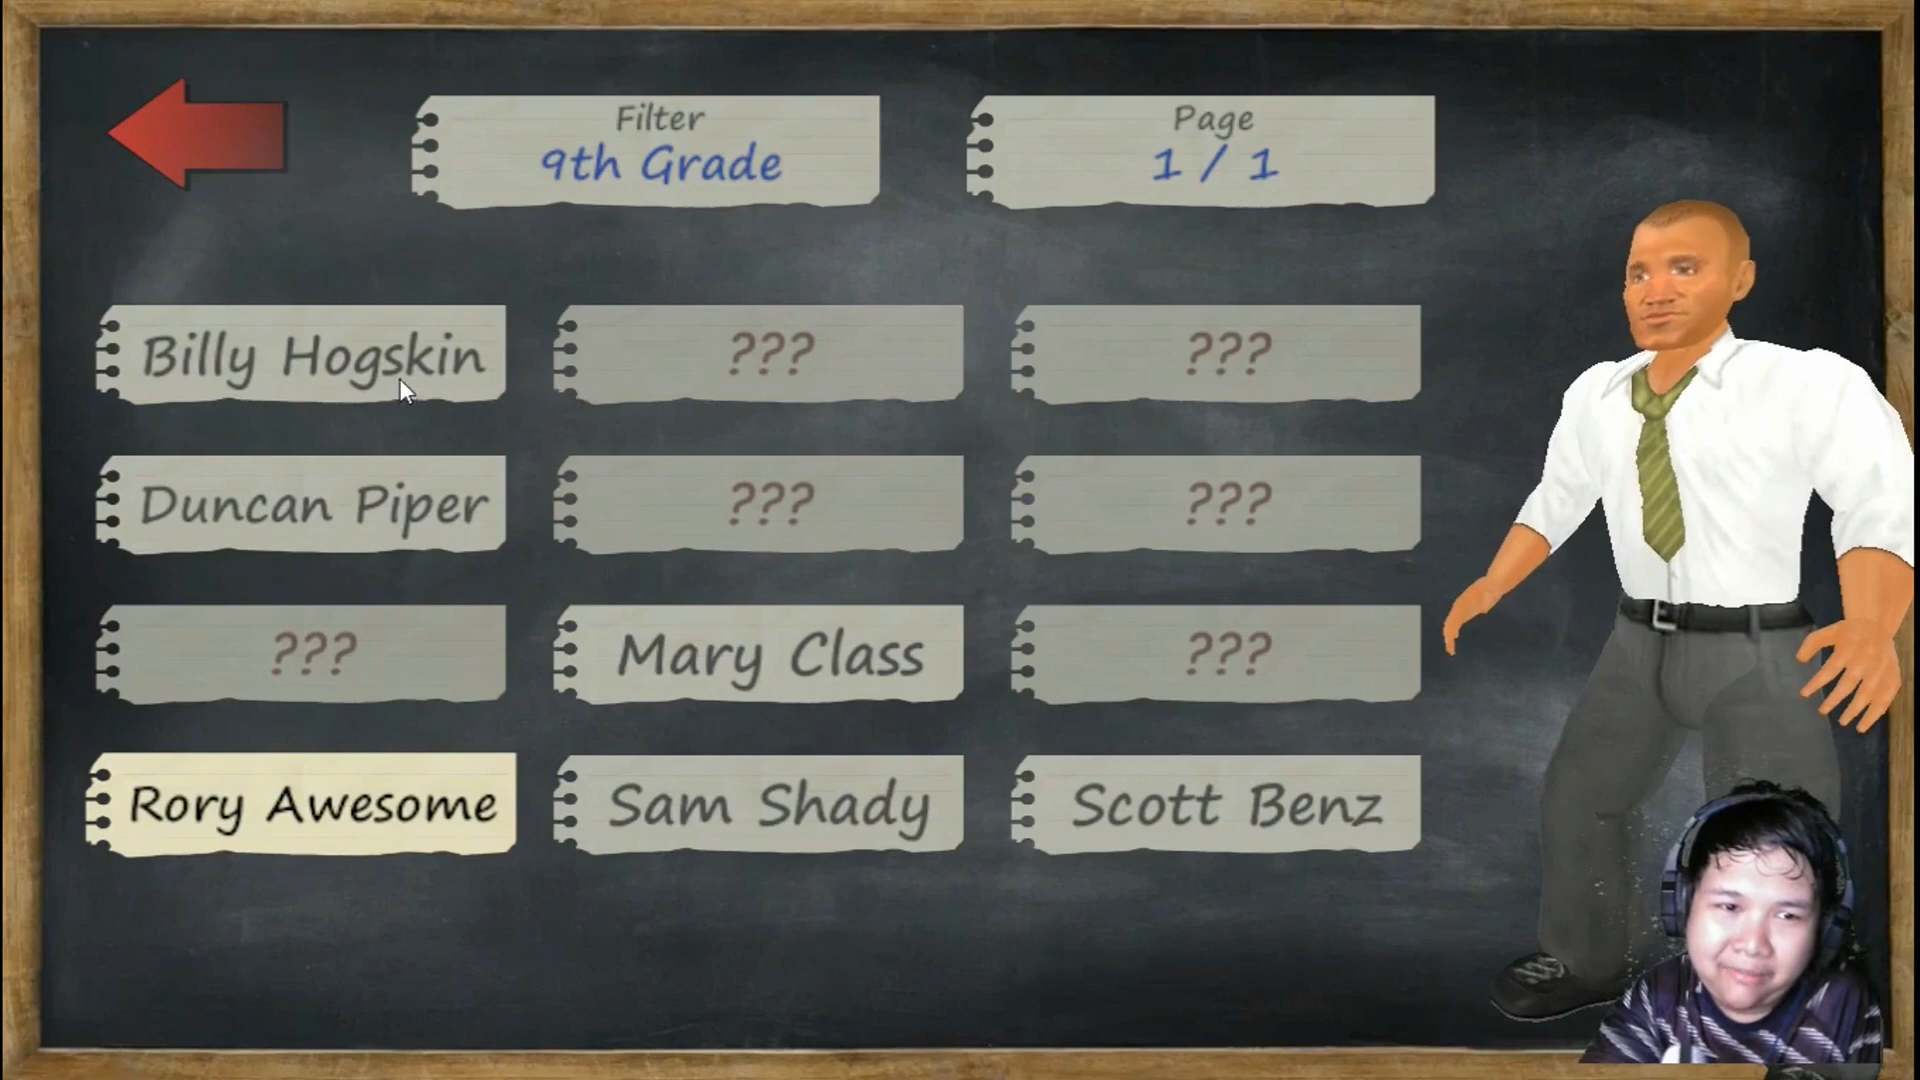 Filter
9th Grade
Page
1 / 1
Billy Hogskin
???
???
Duncan Piper
???
???
???
Mary Class
???
Rory Awesome
Sam Shady
Scott Benz